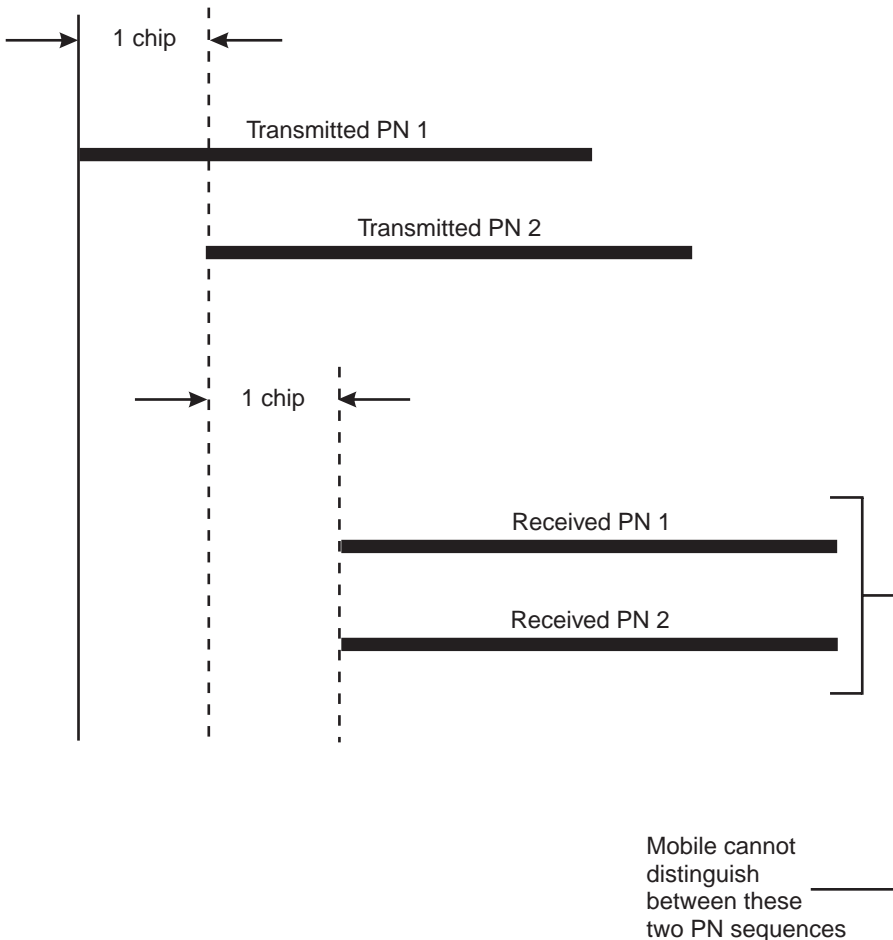 1 chip
Transmitted PN 1
Transmitted PN 2
1 chip
Received PN 1
Received PN 2
Mobile cannot
distinguish
between these
two PN sequences